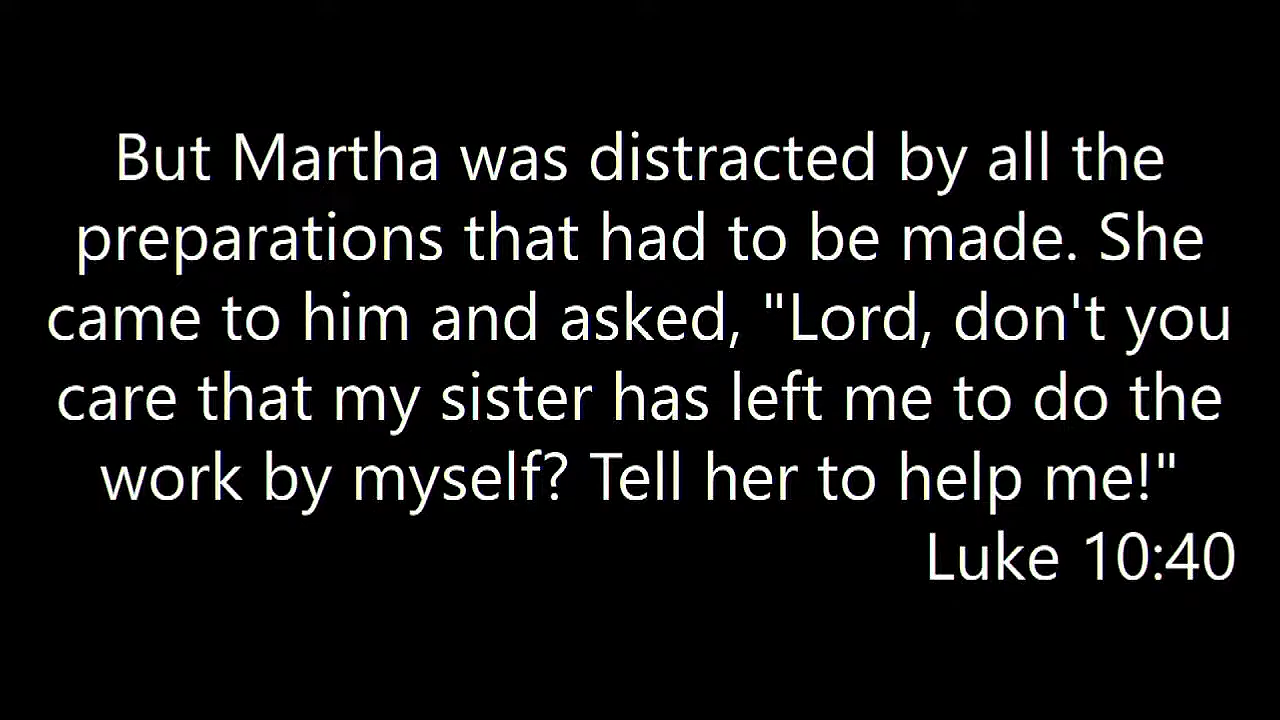 But Martha was distracted by all the
preparations that had to be made. She
came to him and asked, "Lord, don't you
care that my sister has left me to do the
work by myself? Tell her to help me!"
Luke 10:40